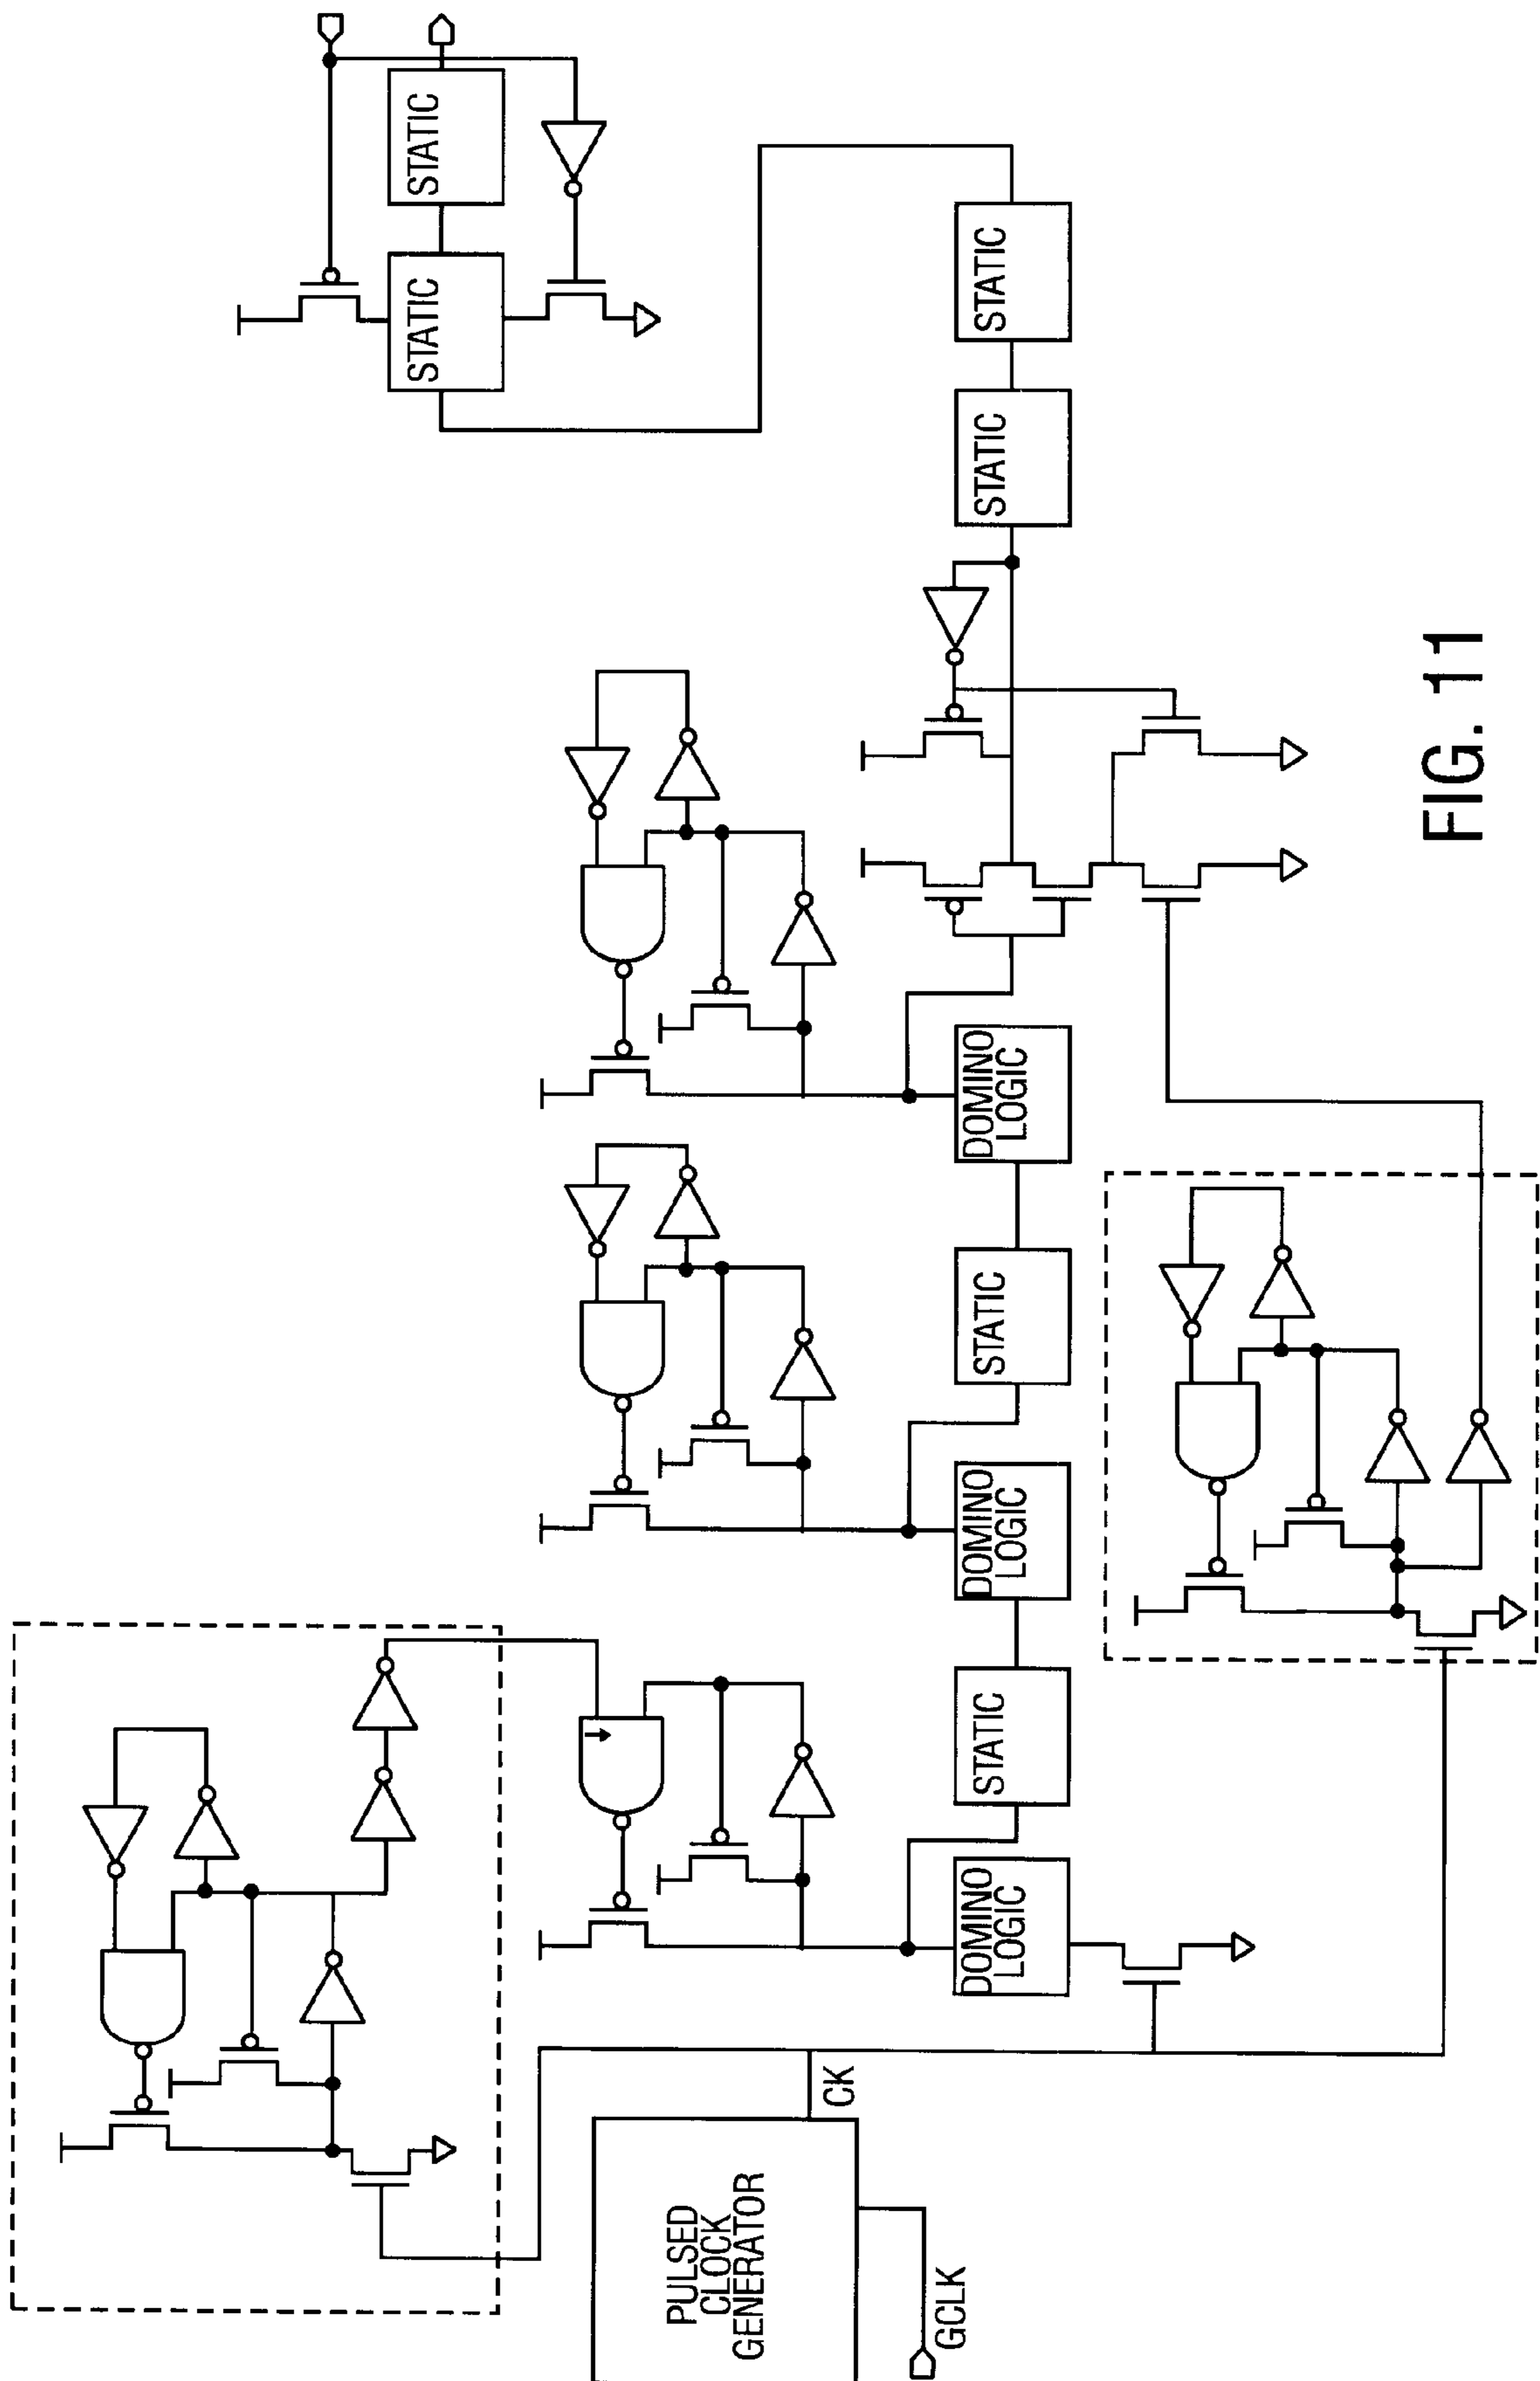 PULSED
CLOCK
GENERATOR
GCLK
CK
DOMINO
LOGIC
STATIC
DOMINO
LOGIC
STATIC
DOMINO
LOGIC
STATIC
STATIC
STATIC
STATIC
FIG. 11